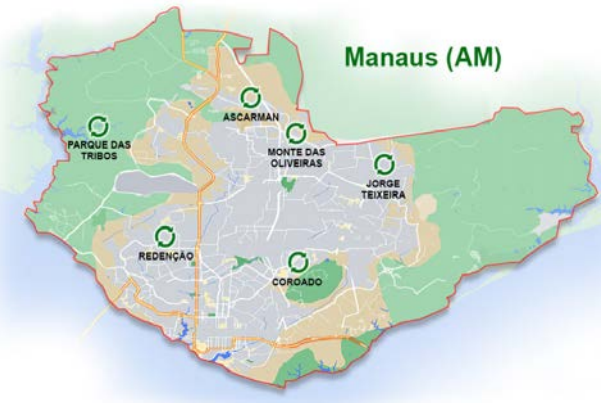 Manaus (AM)
ASCARMAN
PARQUE DAS
TRIBOS
MONTE DAS
OLIVEIRAS
JORGE
TEIXEIRA
REDENÇÃO
COROADO